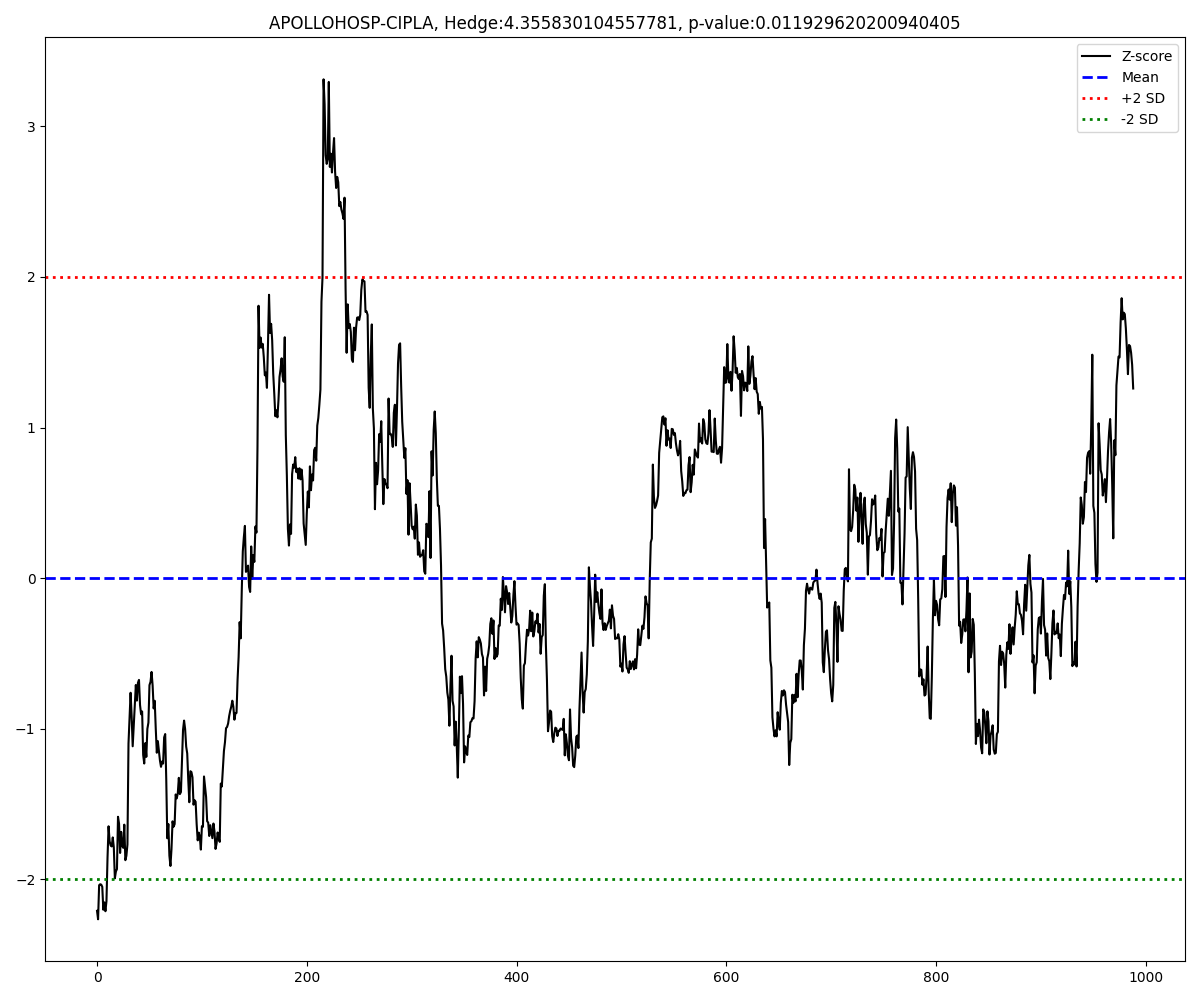 APOLLOHOSP-CIPLA, Hedge:4.355830104557781, p-value:0.011929620200940405
Z-score
Mean
+2 SD
-2 SD
3
2
1
0
−1
−2
0 200 400 600 800 1000